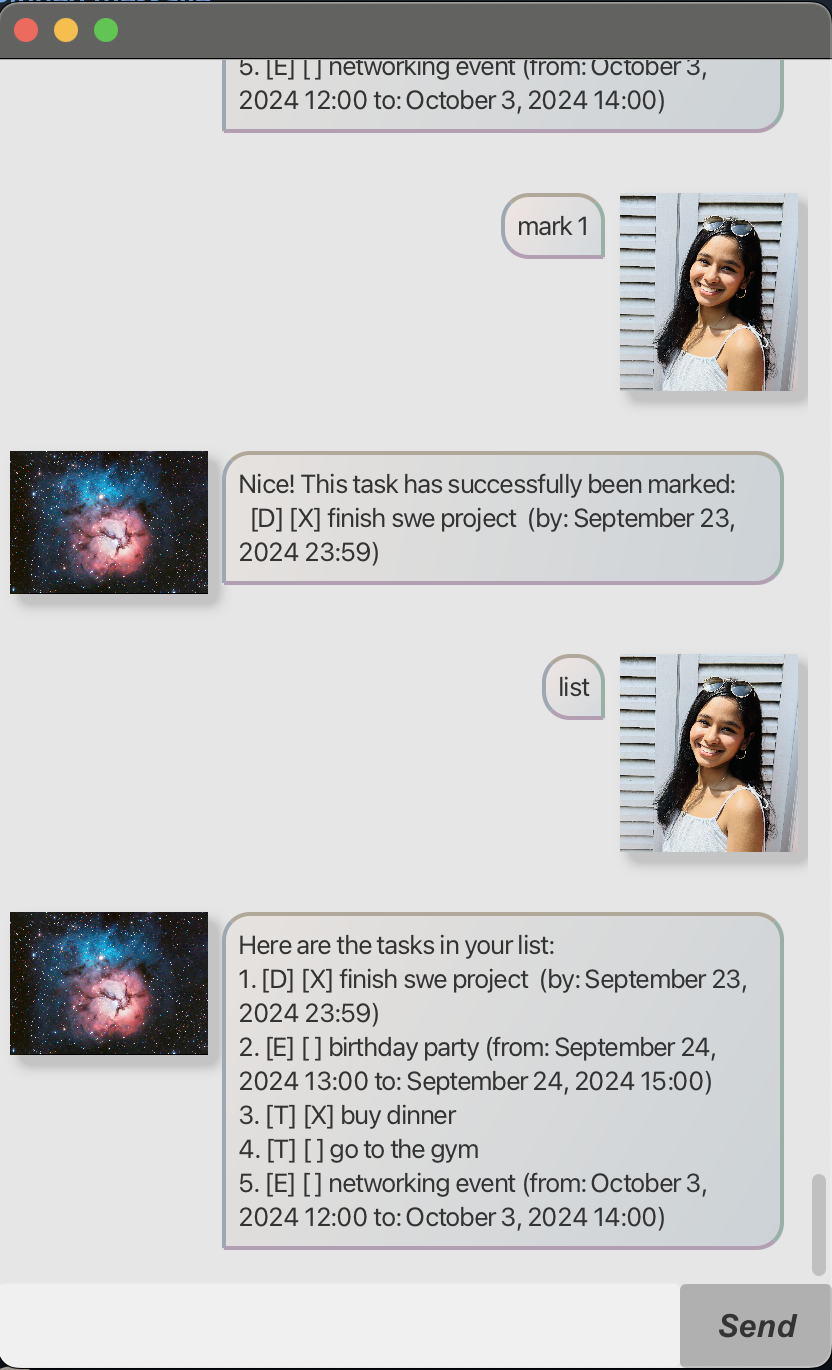 5. [E] [ ] networking event (from: October 3,
2024 12:00 to: October 3, 2024 14:00)
mark 1
Nice! This task has successfully been marked:
[D] [X] finish swe project  (by: September 23,
2024 23:59)
list
Here are the tasks in your list:
1. [D] [X] finish swe project  (by: September 23,
2024 23:59)
2. [E] [ ] birthday party (from: September 24,
2024 13:00 to: September 24, 2024 15:00)
3. [T] [X] buy dinner
4. [T] [ ] go to the gym
5. [E] [ ] networking event (from: October 3,
2024 12:00 to: October 3, 2024 14:00)
Send